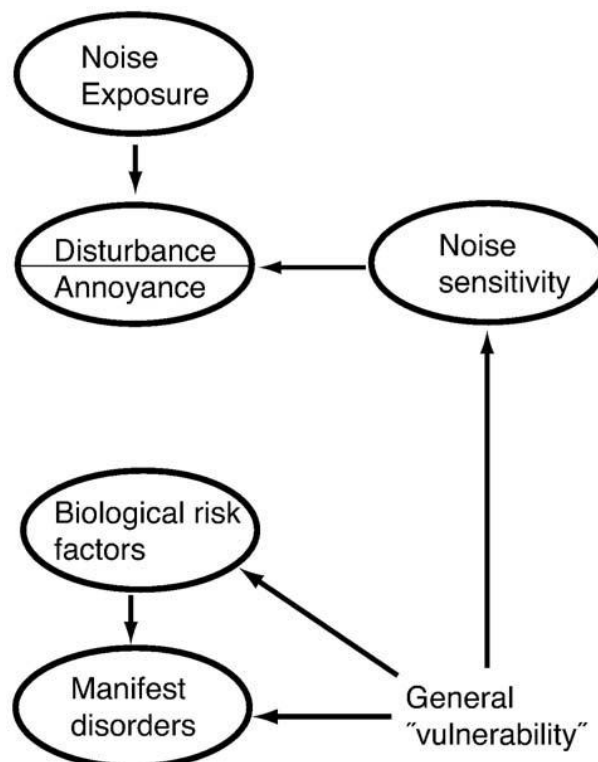 Noise
Exposure
Disturbance
Annoyance
Noise
sensitivity
Biological risk
factors
Manifest
disorders
General
˝vulnerability˝